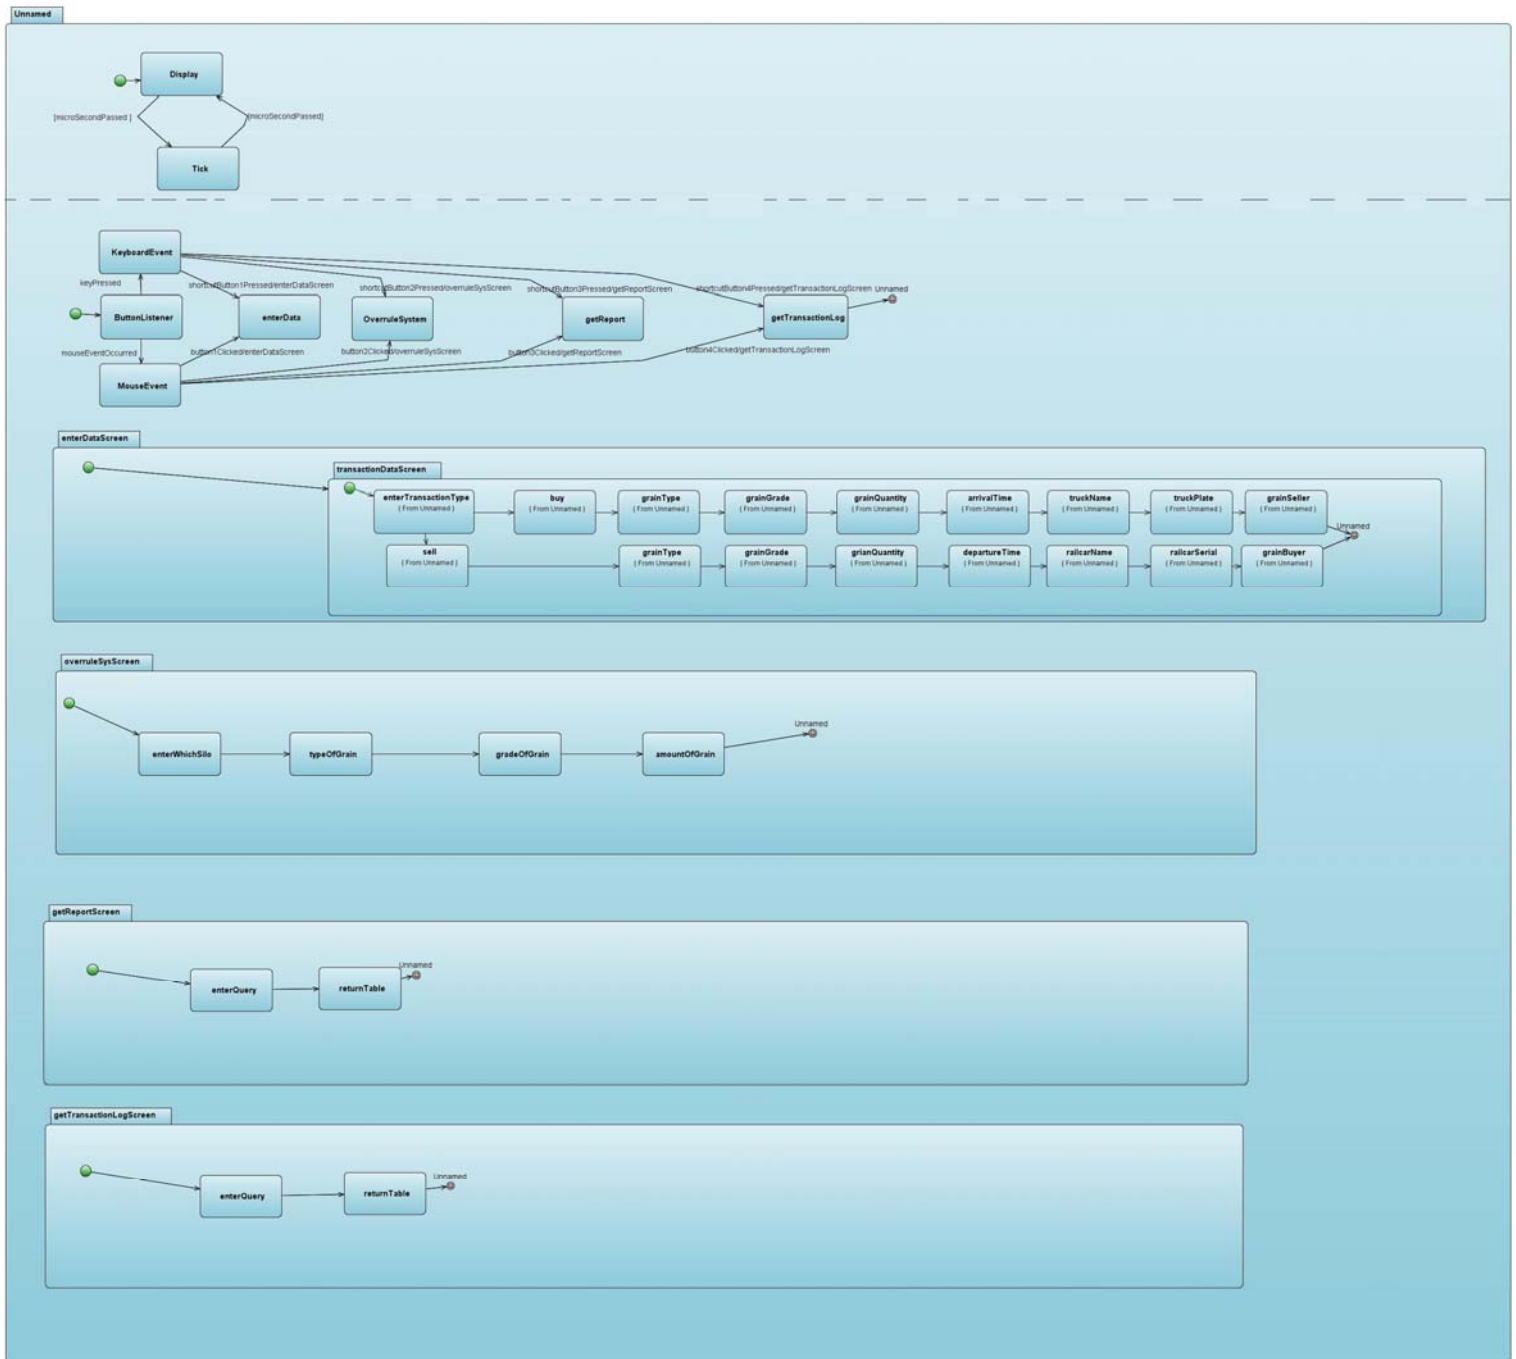 Unnamed
Display
[microSecondPassed ]
[microSecondPassed]
Tick
KeyboardEvent
keyPressed
shortcutButton1Pressed/enterDataScreen
shortcutButton2Pressed/overruleSysScreen
shortcutButton3Pressed/getReportScreen
shortcutButton4Pressed/getTransactionLogScreen
Unnamed
ButtonListener
enterData
OverruleSystem
getReport
getTransactionLog
mouseEventOccurred
button1Clicked/enterDataScreen
button2Clicked/overruleSysScreen
button3Clicked/getReportScreen
button4Clicked/getTransactionLogScreen
MouseEvent
enterDataScreen
transactionDataScreen
enterTransactionType
( From Unnamed )
buy
( From Unnamed )
grainType
( From Unnamed )
grainGrade
( From Unnamed )
grainQuantity
( From Unnamed )
arrivalTime
( From Unnamed )
truckName
( From Unnamed )
truckPlate
( From Unnamed )
grainSeller
( From Unnamed )
Unnamed
sell
( From Unnamed )
grainType
( From Unnamed )
grainGrade
( From Unnamed )
grianQuantity
( From Unnamed )
departureTime
( From Unnamed )
railcarName
( From Unnamed )
railcarSerial
( From Unnamed )
grainBuyer
( From Unnamed )
overruleSysScreen
Unnamed
enterWhichSilo
typeOfGrain
gradeOfGrain
amountOfGrain
getReportScreen
Unnamed
enterQuery
returnTable
getTransactionLogScreen
Unnamed
enterQuery
returnTable